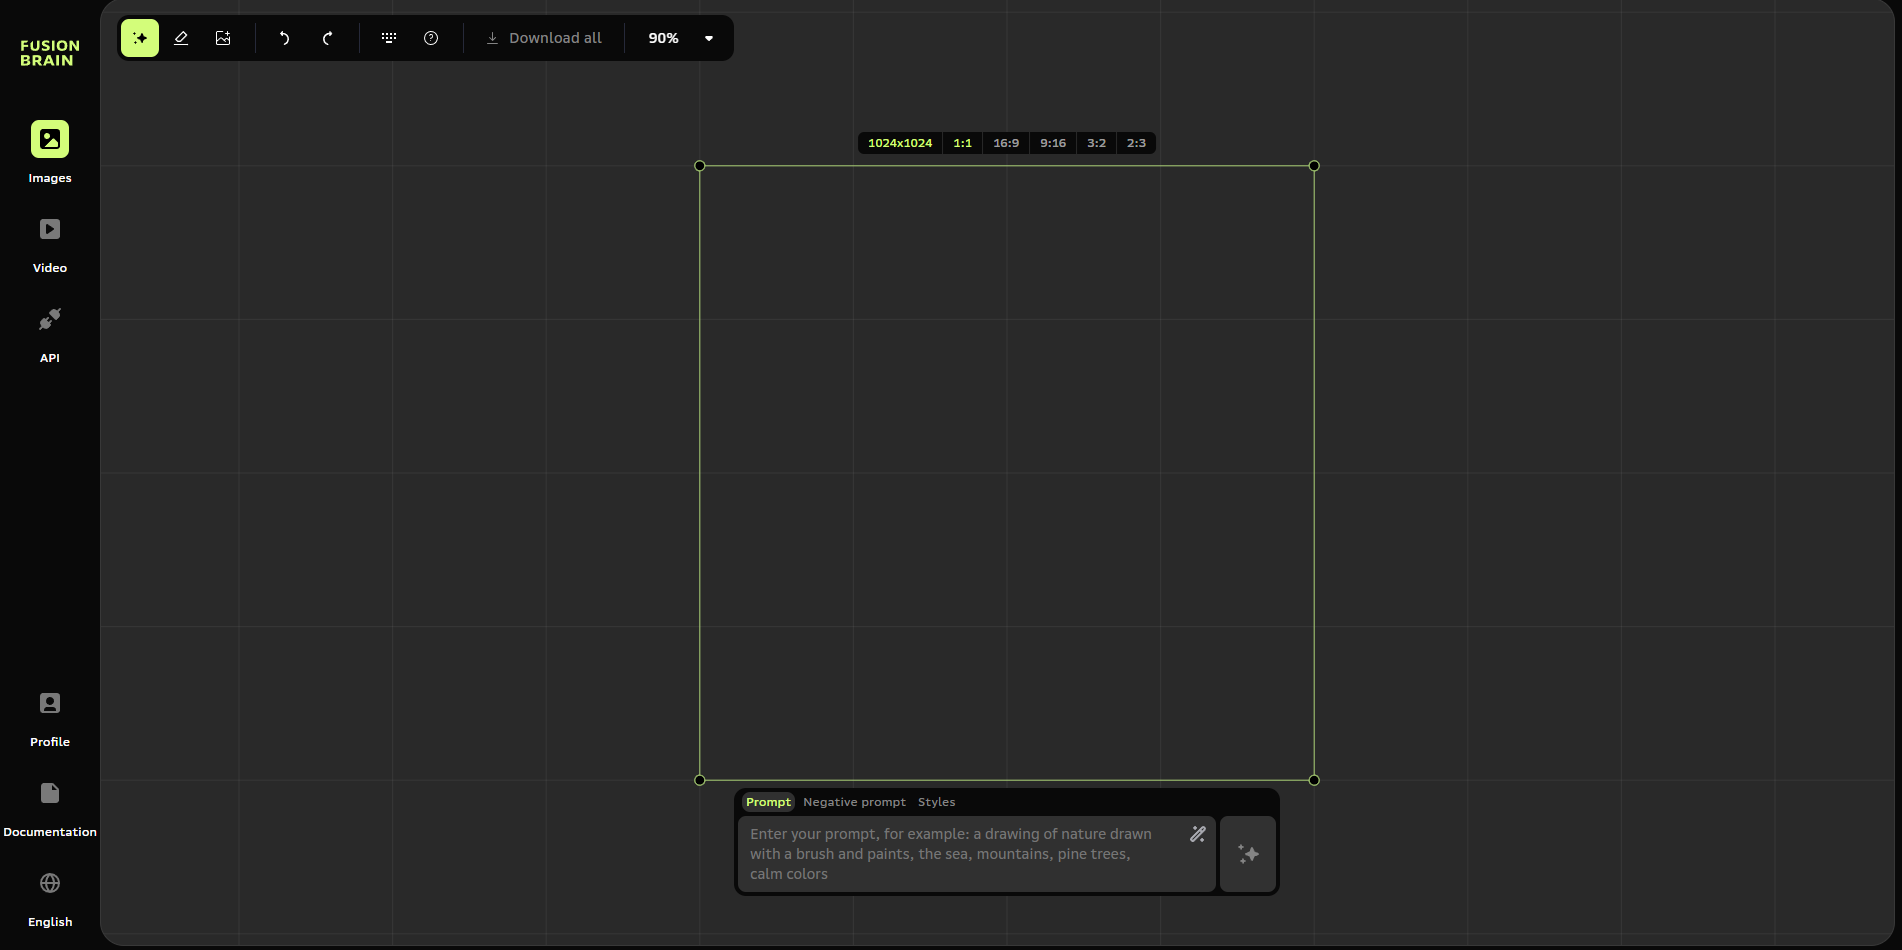 FUSION
BRAIN
Download all
90%
Images
Video
API
1024x1024 1:1 16:9 9:16 3:2 2:3
Prompt Negative prompt Styles
Enter your prompt, for example: a drawing of nature drawn
with a brush and paints, the sea, mountains, pine trees,
calm colors
Profile
Documentation
English